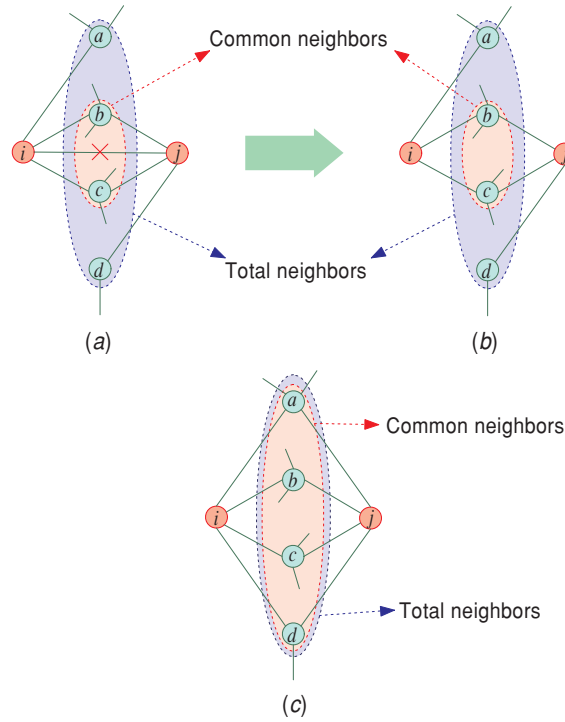 a
a
Common neighbors
b
b
i
j
i
j
c
c
d
Total neighbors
d
(a)
(b)
a
Common neighbors
b
i
j
c
Total neighbors
d
(c)